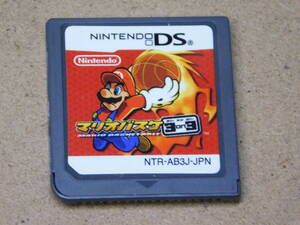 NINTENDO DS
Nintendo
マリオバスケ 3on3
MARIO BASKETBALL
NTR-AB3J-JPN